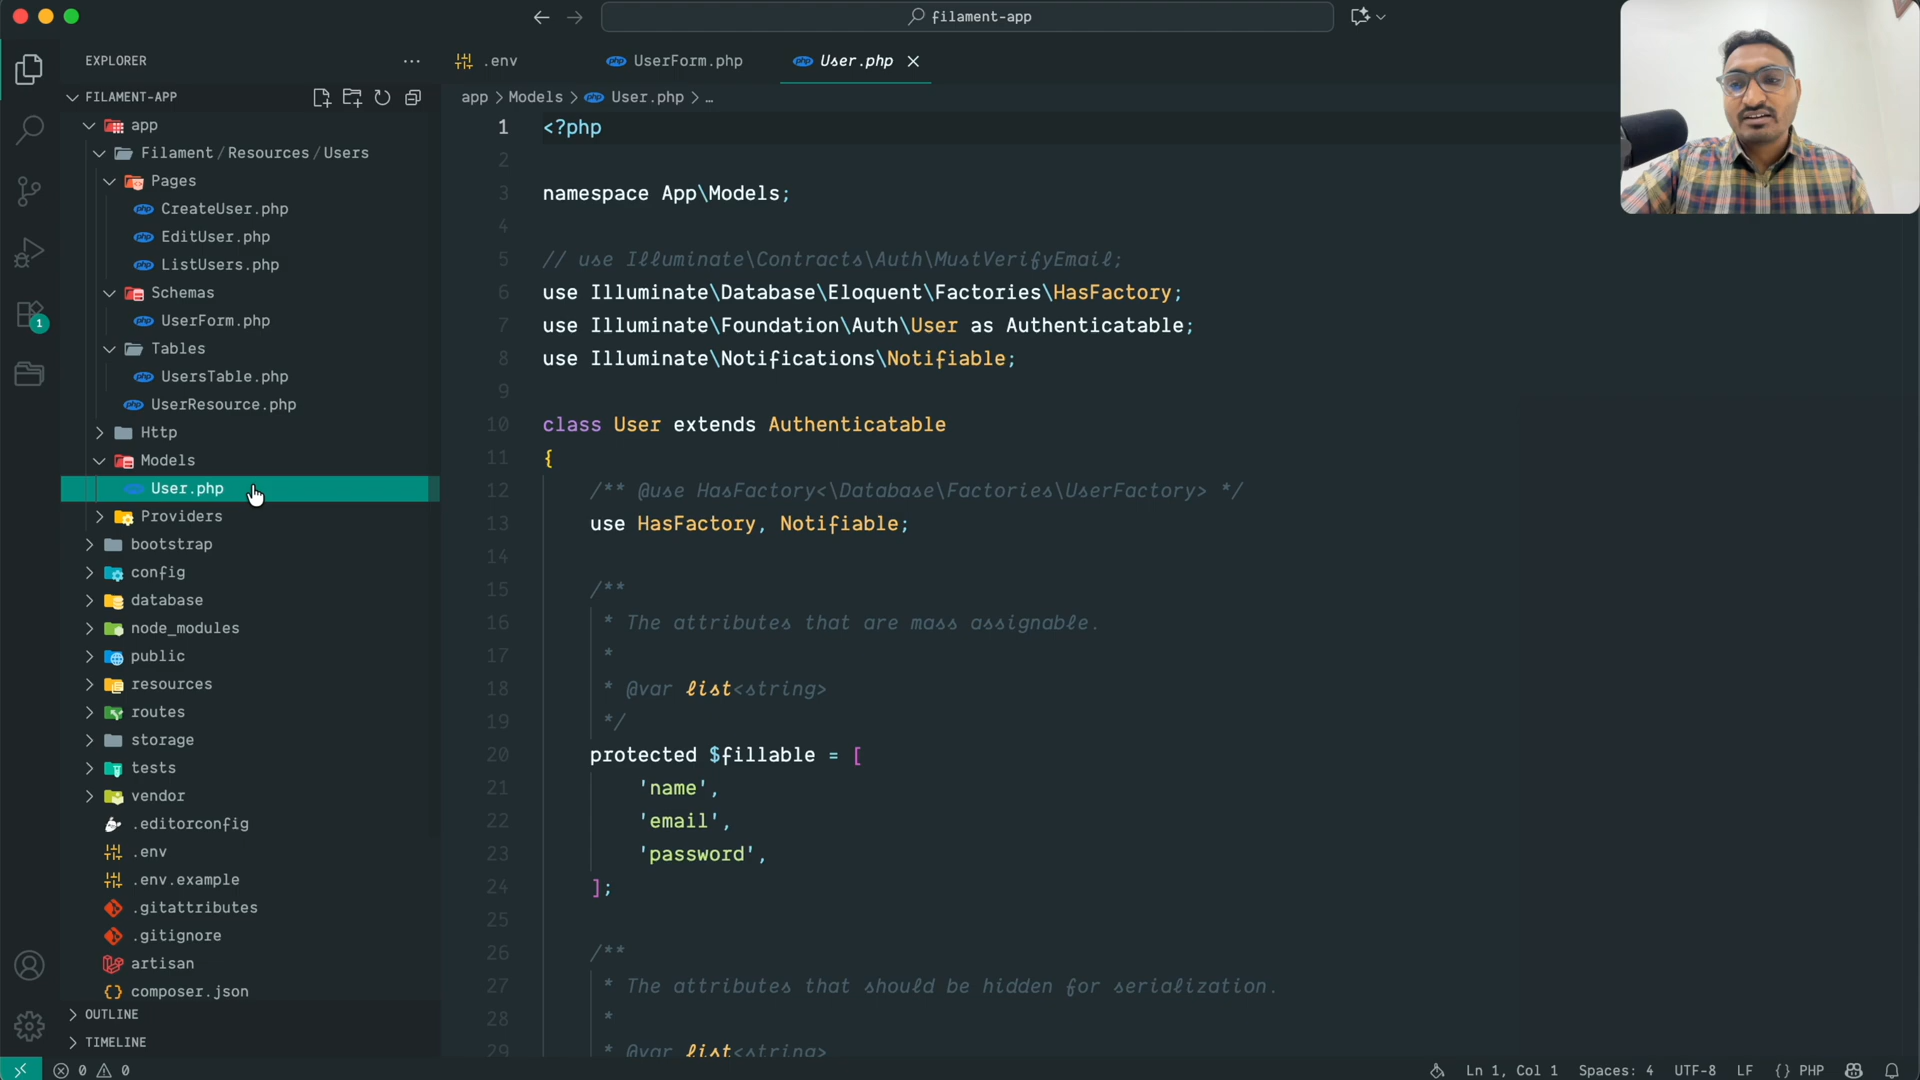 filament-app
EXPLORER
FILAMENT-APP
app
Filament/Resources/Users
Pages
CreateUser.php
EditUser.php
ListUsers.php
Schemas
UserForm.php
Tables
UsersTable.php
UserResource.php
Http
Models
User.php
Providers
bootstrap
config
database
node_modules
public
resources
routes
storage
tests
vendor
.editorconfig
.env
.env.example
.gitattributes
.gitignore
artisan
composer.json
OUTLINE
TIMELINE
1
.env
UserForm.php
User.php
app > Models > User.php > …
1 <?php
2
3 namespace App\Models;
4
5 // use Illuminate\Contracts\Auth\MustVerifyEmail;
6 use Illuminate\Database\Eloquent\Factories\HasFactory;
7 use Illuminate\Foundation\Auth\User as Authenticatable;
8 use Illuminate\Notifications\Notifiable;
9
10 class User extends Authenticatable
11 {
12 /** @use HasFactory<\Database\Factories\UserFactory> */
13 use HasFactory, Notifiable;
14
15 /**
16 * The attributes that are mass assignable.
17 *
18 * @var list<string>
19 */
20 protected $fillable = [
21 'name',
22 'email',
23 'password',
24 ];
25
26 /**
27 * The attributes that should be hidden for serialization.
28 *
29 * @var list<string>
0 0
Ln 1, Col 1 Spaces: 4 UTF-8 LF {} PHP